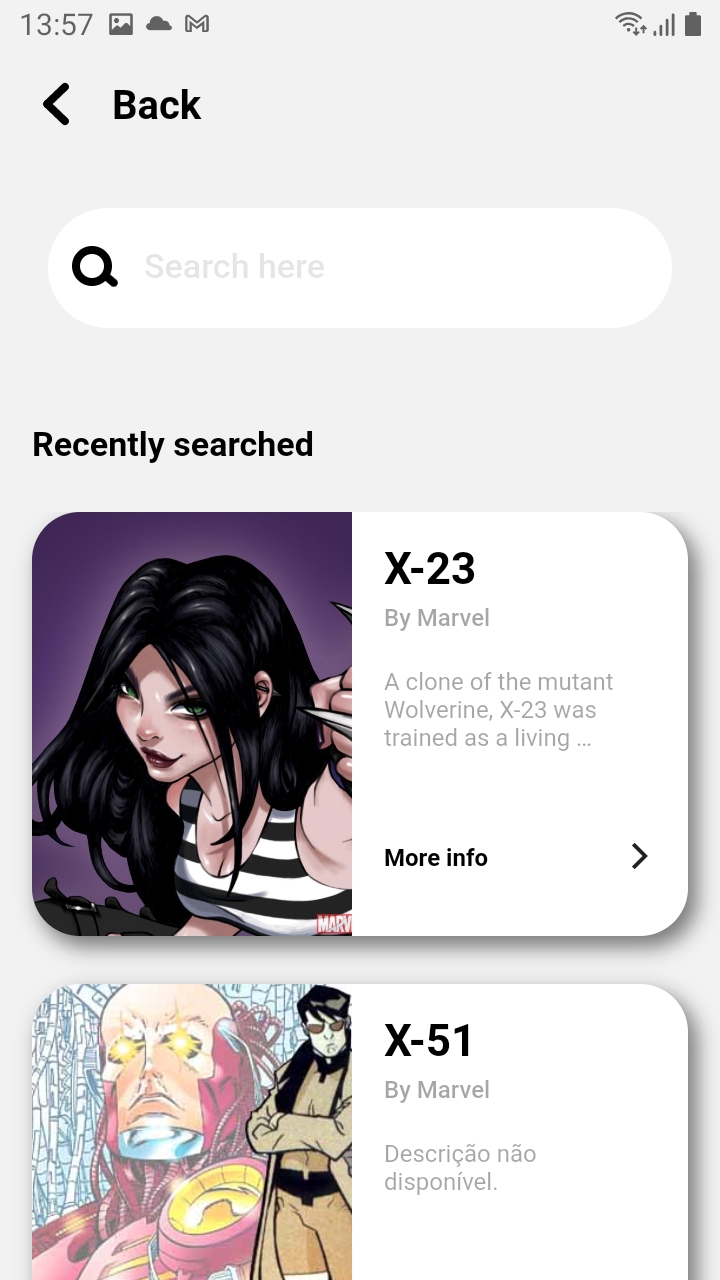 13:57
Back
Search here
Recently searched
X-23
By Marvel
A clone of the mutant
Wolverine, X-23 was
trained as a living ...
More info
MARV
X-51
By Marvel
Descrição não
disponível.